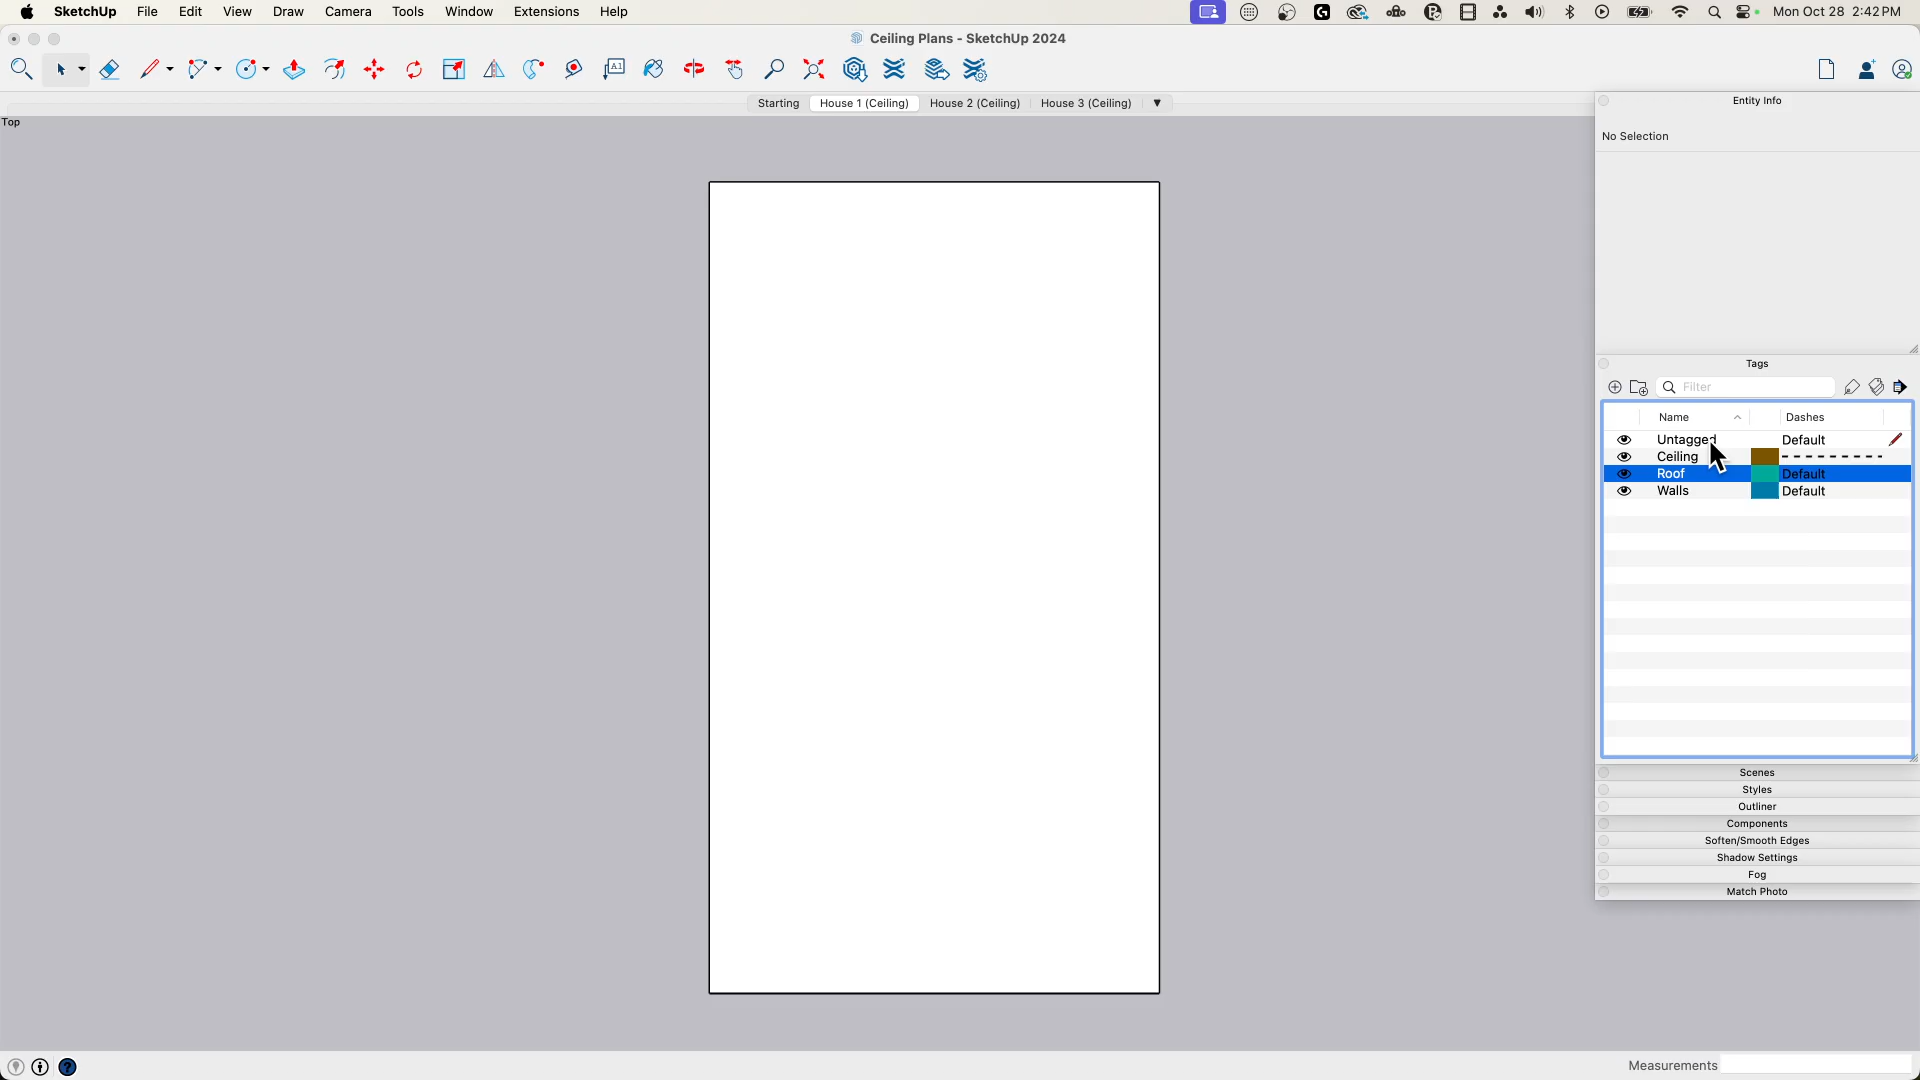 SketchUp File Edit View Draw Camera Tools Window Extensions Help Mon Oct 28 2:42 PM
Ceiling Plans - SketchUp 2024
A1
Starting House 1 (Ceiling) House 2 (Ceiling) House 3 (Ceiling) ▼
Top
Entity Info
No Selection
Tags
Filter
Name Dashes
Untagged Default
Ceiling
Roof Default
Walls Default
Scenes
Styles
Outliner
Components
Soften/Smooth Edges
Shadow Settings
Fog
Match Photo
Measurements